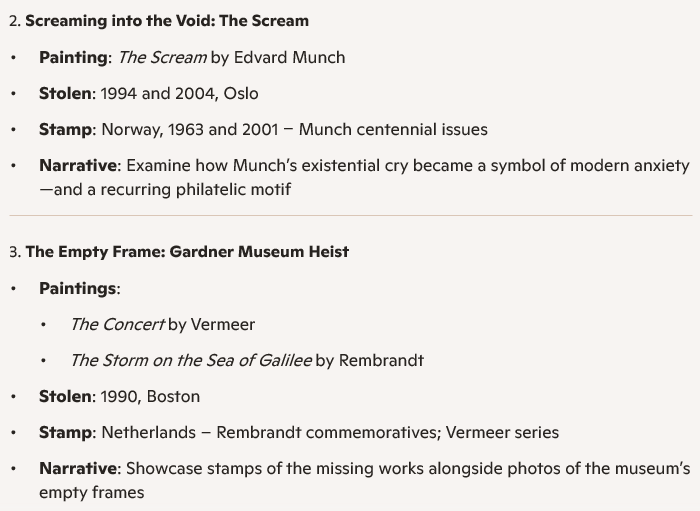 2. Screaming into the Void: The Scream
• Painting: The Scream by Edvard Munch
• Stolen: 1994 and 2004, Oslo
• Stamp: Norway, 1963 and 2001 – Munch centennial issues
• Narrative: Examine how Munch’s existential cry became a symbol of modern anxiety
—and a recurring philatelic motif
3. The Empty Frame: Gardner Museum Heist
• Paintings:
• The Concert by Vermeer
• The Storm on the Sea of Galilee by Rembrandt
• Stolen: 1990, Boston
• Stamp: Netherlands – Rembrandt commemoratives; Vermeer series
• Narrative: Showcase stamps of the missing works alongside photos of the museum’s
empty frames